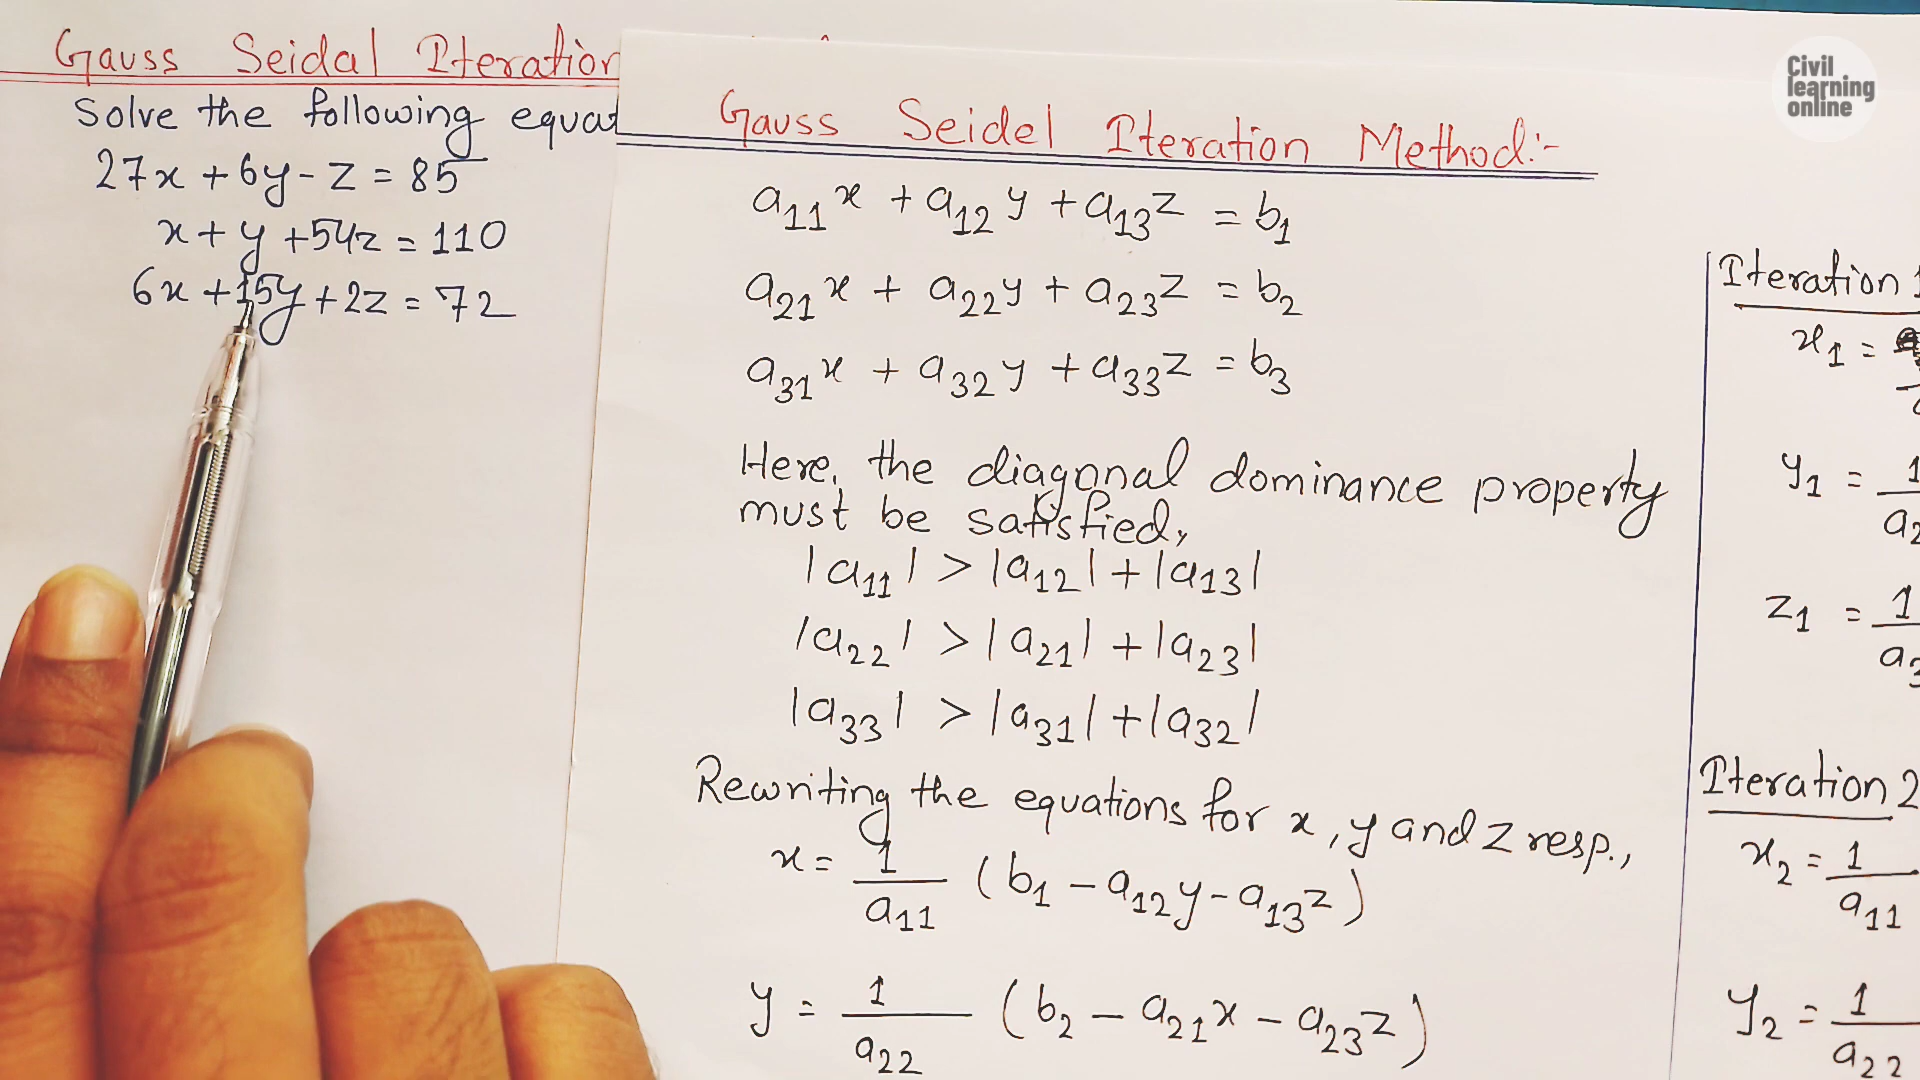 Gauss Seidal Iteration
Solve the following
27x + 6y - z = 85
x + y + 54z = 110
6x + 15y + 2z = 72
Gauss Seidel Iteration Method:-
a11x + a12y + a13z = b1
a21x + a22y + a23z = b2
a31x + a32y + a33z = b3
Here, the diagonal dominance property
must be satisfied,
|a11| > |a12| + |a13|
|a22| > |a21| + |a23|
|a33| > |a31| + |a32|
Rewriting the equations for x, y and z resp.,
x = 1/a11 (b1 - a12y - a13z)
y = 1/a22 (b2 - a21x - a23z)
Iteration 1
x1 =
y1 = 1
z1 = 1
Iteration 2
x2 = 1/a11
y2 = 1/a22
Civil
learning
online